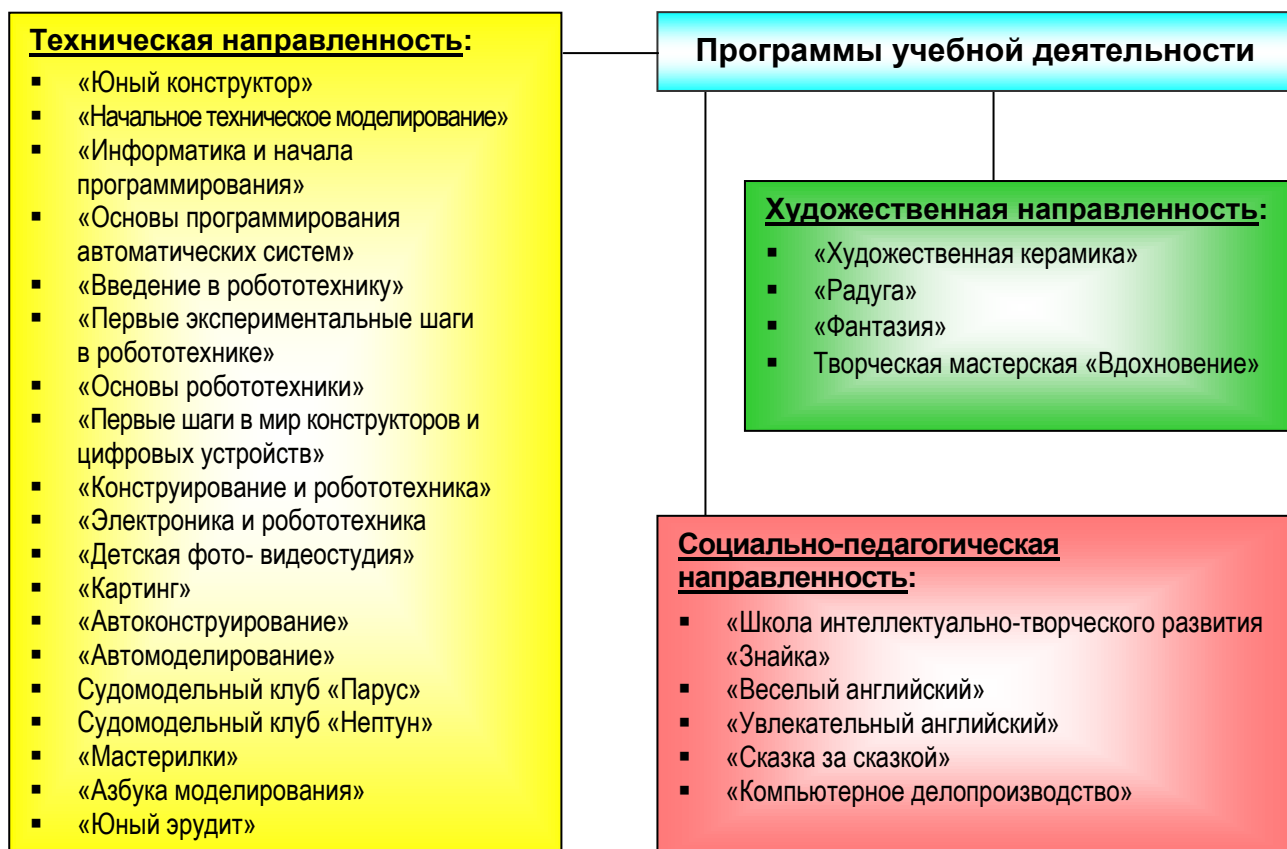 Техническая направленность:
▪ «Юный конструктор»
▪ «Начальное техническое моделирование»
▪ «Информатика и начала
программирования»
▪ «Основы программирования
автоматических систем»
▪ «Введение в робототехнику»
▪ «Первые экспериментальные шаги
в робототехнике»
▪ «Основы робототехники»
▪ «Первые шаги в мир конструкторов и
цифровых устройств»
▪ «Конструирование и робототехника»
▪ «Электроника и робототехника
▪ «Детская фото- видеостудия»
▪ «Картинг»
▪ «Автоконструирование»
▪ «Автомоделирование»
▪ Судомодельный клуб «Парус»
▪ Судомодельный клуб «Нептун»
▪ «Мастерилки»
▪ «Азбука моделирования»
▪ «Юный эрудит»
Программы учебной деятельности
Художественная направленность:
▪ «Художественная керамика»
▪ «Радуга»
▪ «Фантазия»
▪ Творческая мастерская «Вдохновение»
Социально-педагогическая
направленность:
▪ «Школа интеллектуально-творческого развития
«Знайка»
▪ «Веселый английский»
▪ «Увлекательный английский»
▪ «Сказка за сказкой»
▪ «Компьютерное делопроизводство»